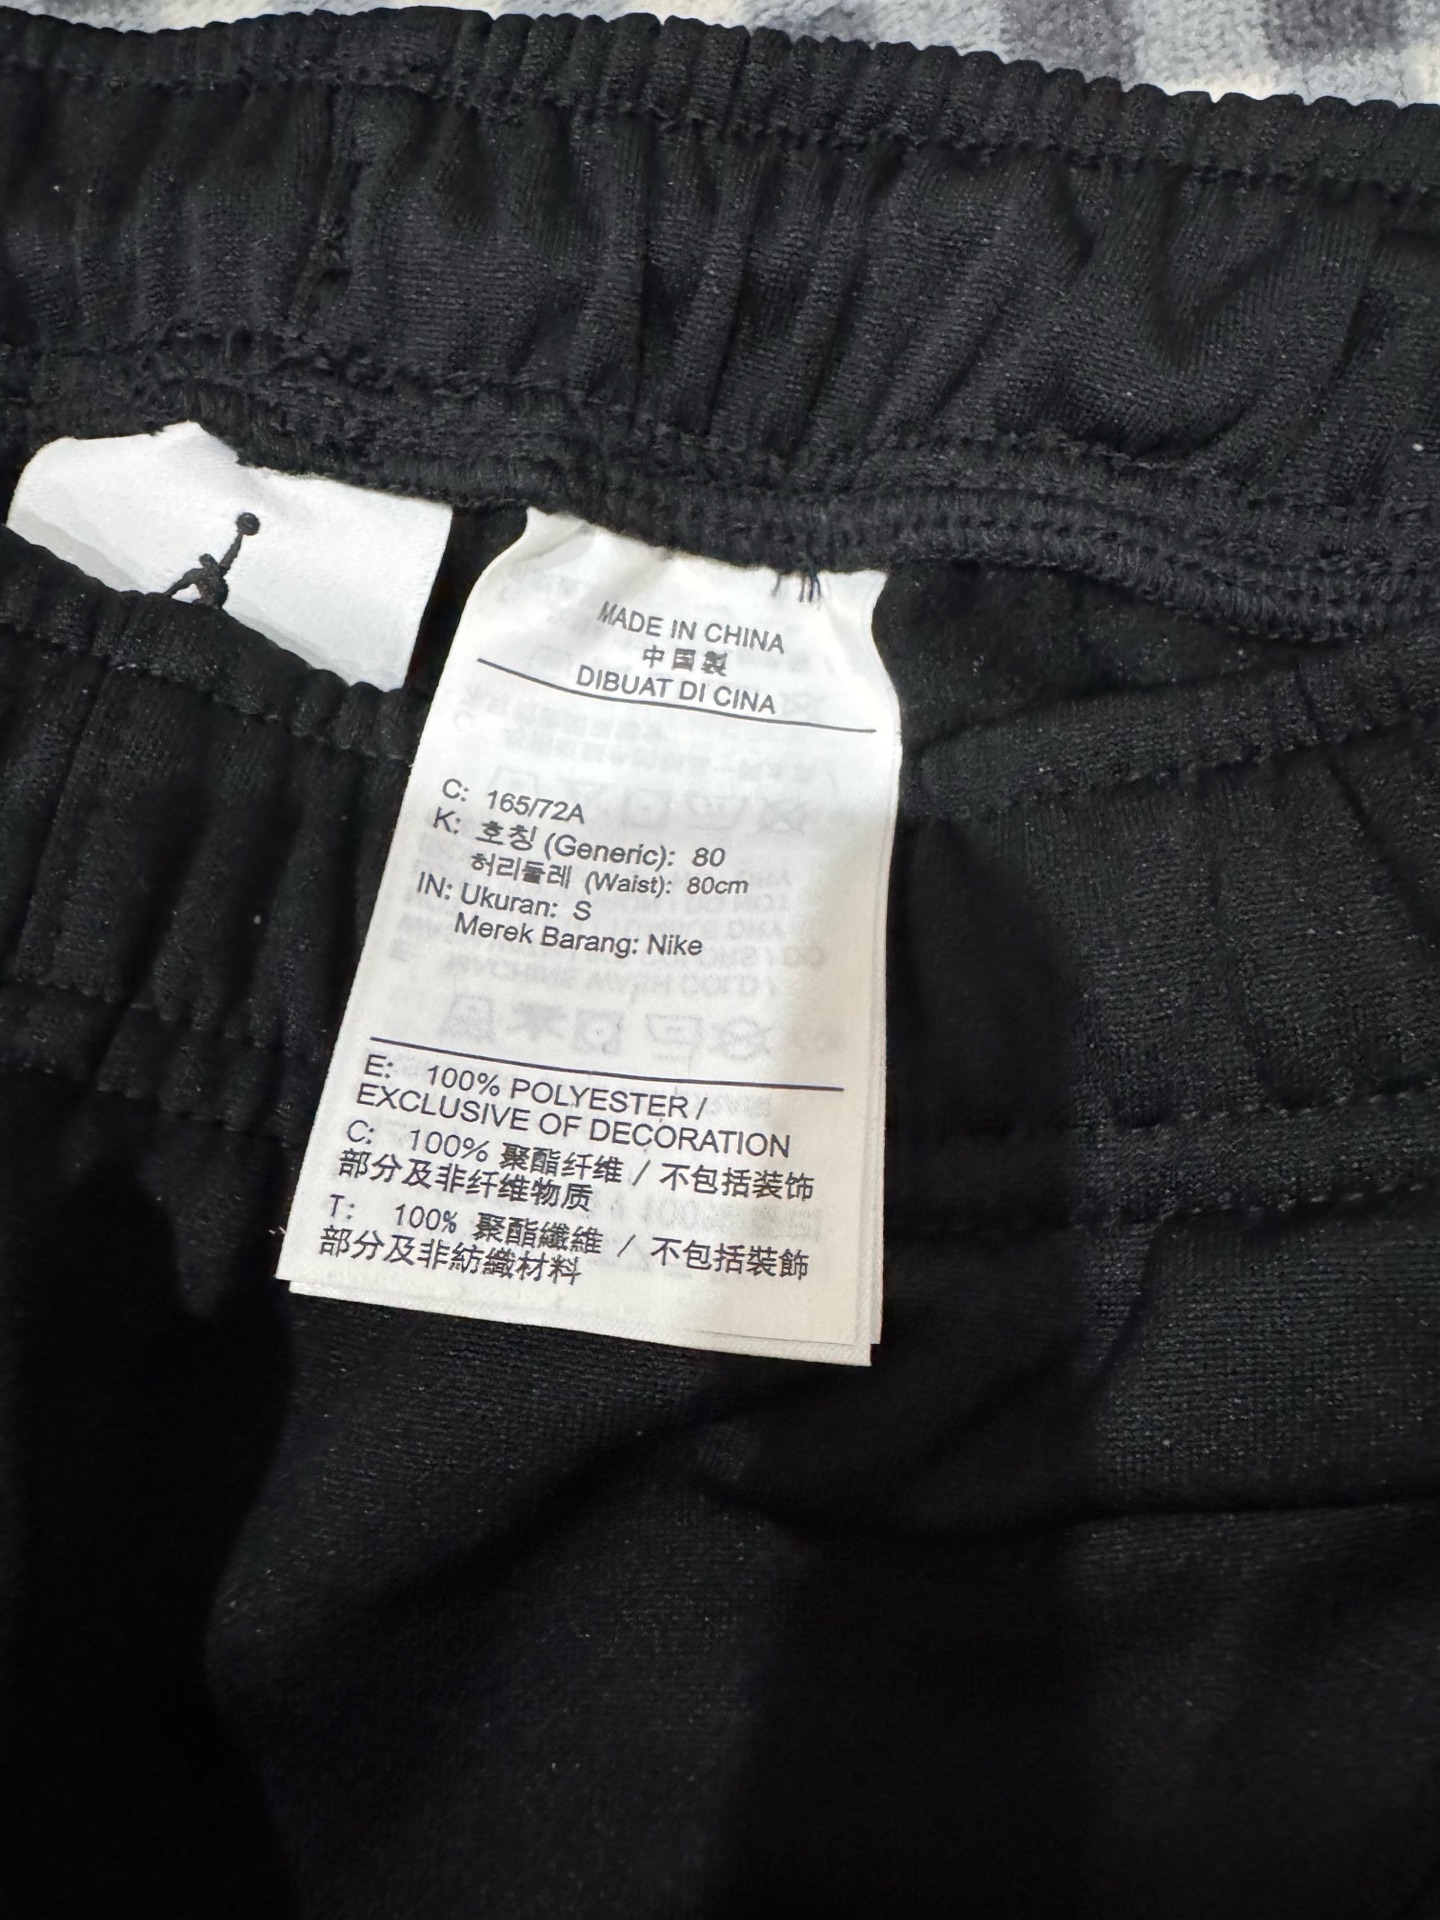 MADE IN CHINA
中国製
DIBUAT DI CINA
C: 165/72A
K: 호칭 (Generic): 80
허리둘레 (Waist): 80cm
IN: Ukuran: S
Merek Barang: Nike
E: 100% POLYESTER /
EXCLUSIVE OF DECORATION
C: 100% 聚酯纤维 / 不包括装饰
部分及非纤维物质
T: 100% 聚酯纖維 / 不包括裝飾
部分及非紡織材料